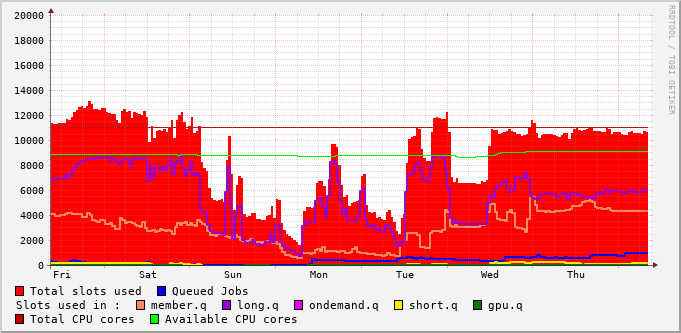 20000
18000
16000
14000
12000
10000
8000
6000
4000
2000
0
Fri Sat Sun Mon Tue Wed Thu
RRDTOOL / TOBI OETIKER
Total slots used Queued Jobs
Slots used in : member.q long.q ondemand.q short.q gpu.q
Total CPU cores Available CPU cores